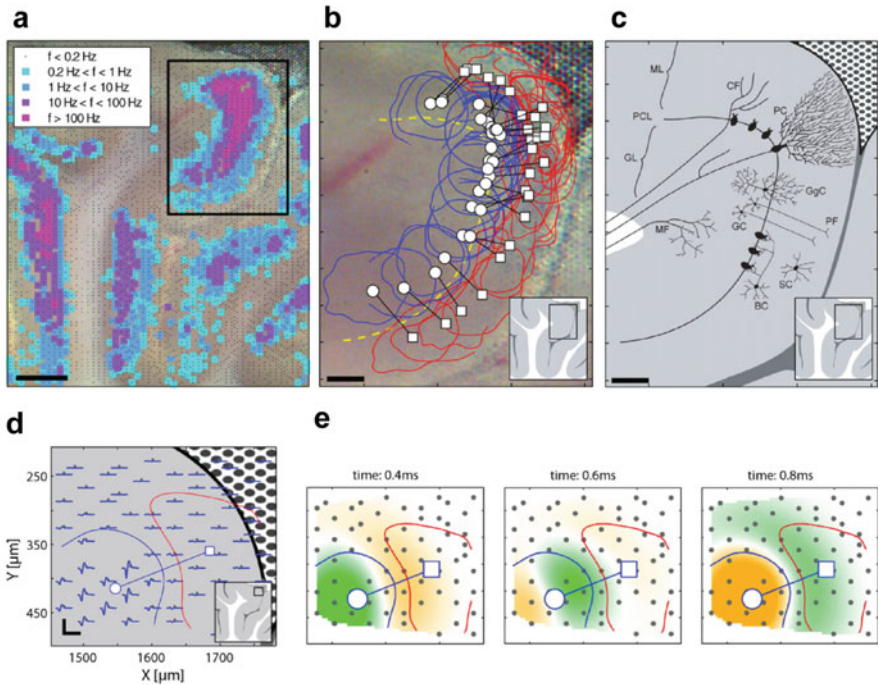 a
f < 0.2 Hz
0.2 Hz < f < 1 Hz
1 Hz < f < 10 Hz
10 Hz < f < 100 Hz
f > 100 Hz
b
c
ML
CF
PC
PCL
GL
GgC
PF
GC
MF
SC
BC
d
250
350
450
Y [µm]
1500 1600 1700
X [µm]
e
time: 0.4ms time: 0.6ms time: 0.8ms